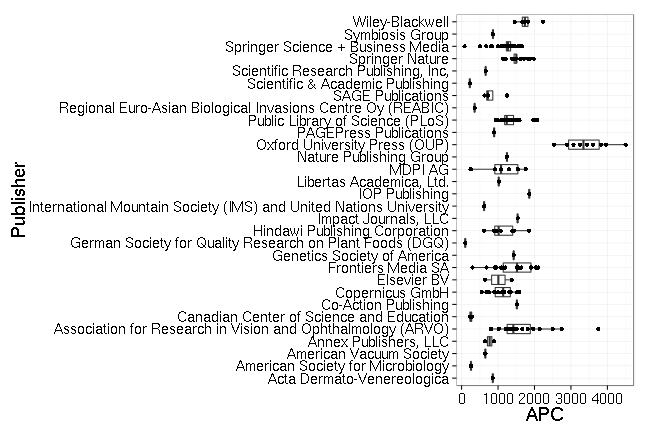 Publisher
Wiley-Blackwell
Symbiosis Group
Springer Science + Business Media
Springer Nature
Scientific Research Publishing, Inc,
Scientific & Academic Publishing
SAGE Publications
Regional Euro-Asian Biological Invasions Centre Oy (REABIC)
Public Library of Science (PLoS)
PAGEPress Publications
Oxford University Press (OUP)
Nature Publishing Group
MDPI AG
Libertas Academica, Ltd.
IOP Publishing
International Mountain Society (IMS) and United Nations University
Impact Journals, LLC
Hindawi Publishing Corporation
German Society for Quality Research on Plant Foods (DGQ)
Genetics Society of America
Frontiers Media SA
Elsevier BV
Copernicus GmbH
Co-Action Publishing
Canadian Center of Science and Education
Association for Research in Vision and Ophthalmology (ARVO)
Annex Publishers, LLC
American Vacuum Society
American Society for Microbiology
Acta Dermato-Venereologica
0 1000 2000 3000 4000
APC